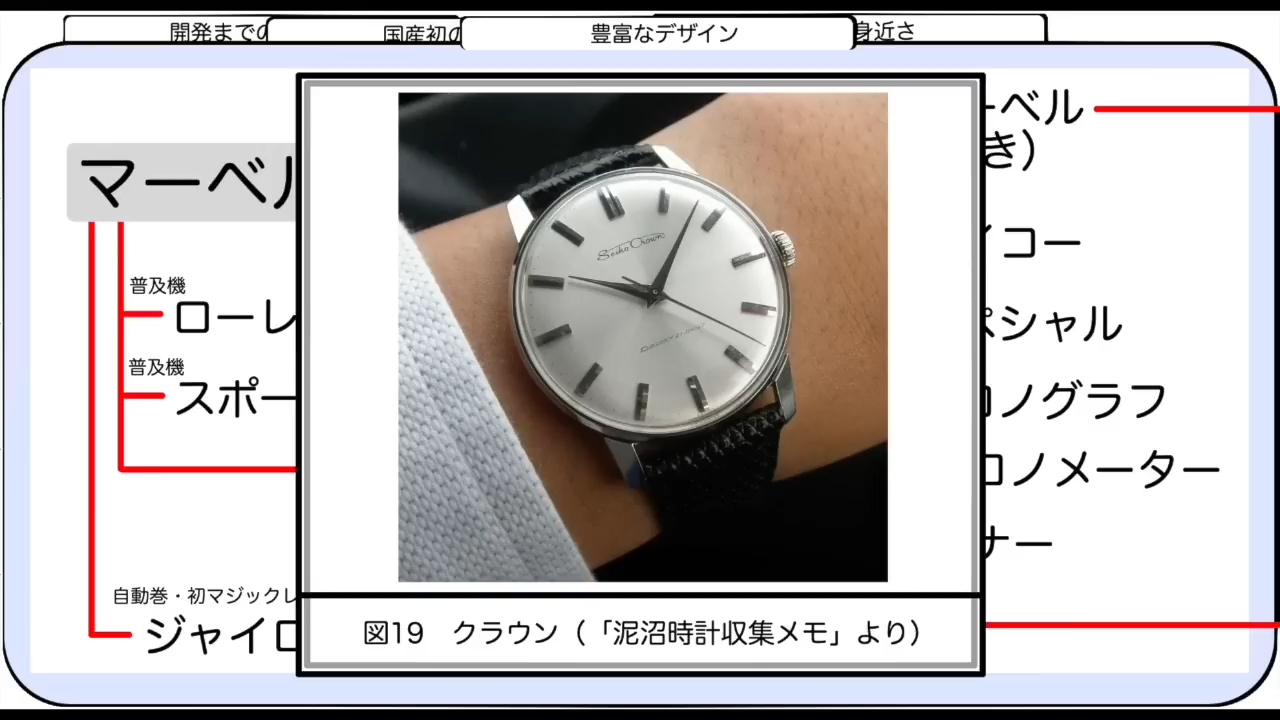 開発までの
国産初の
豊富なデザイン
身近さ
マーベル
普及機
ローレ
普及機
スポー
自動巻・初マジックレ
ジャイロ
Seiko Crown
図19 クラウン（「泥沼時計収集メモ」より）
ーベル
き）
イコー
ペシャル
ロノグラフ
ロノメーター
ナー